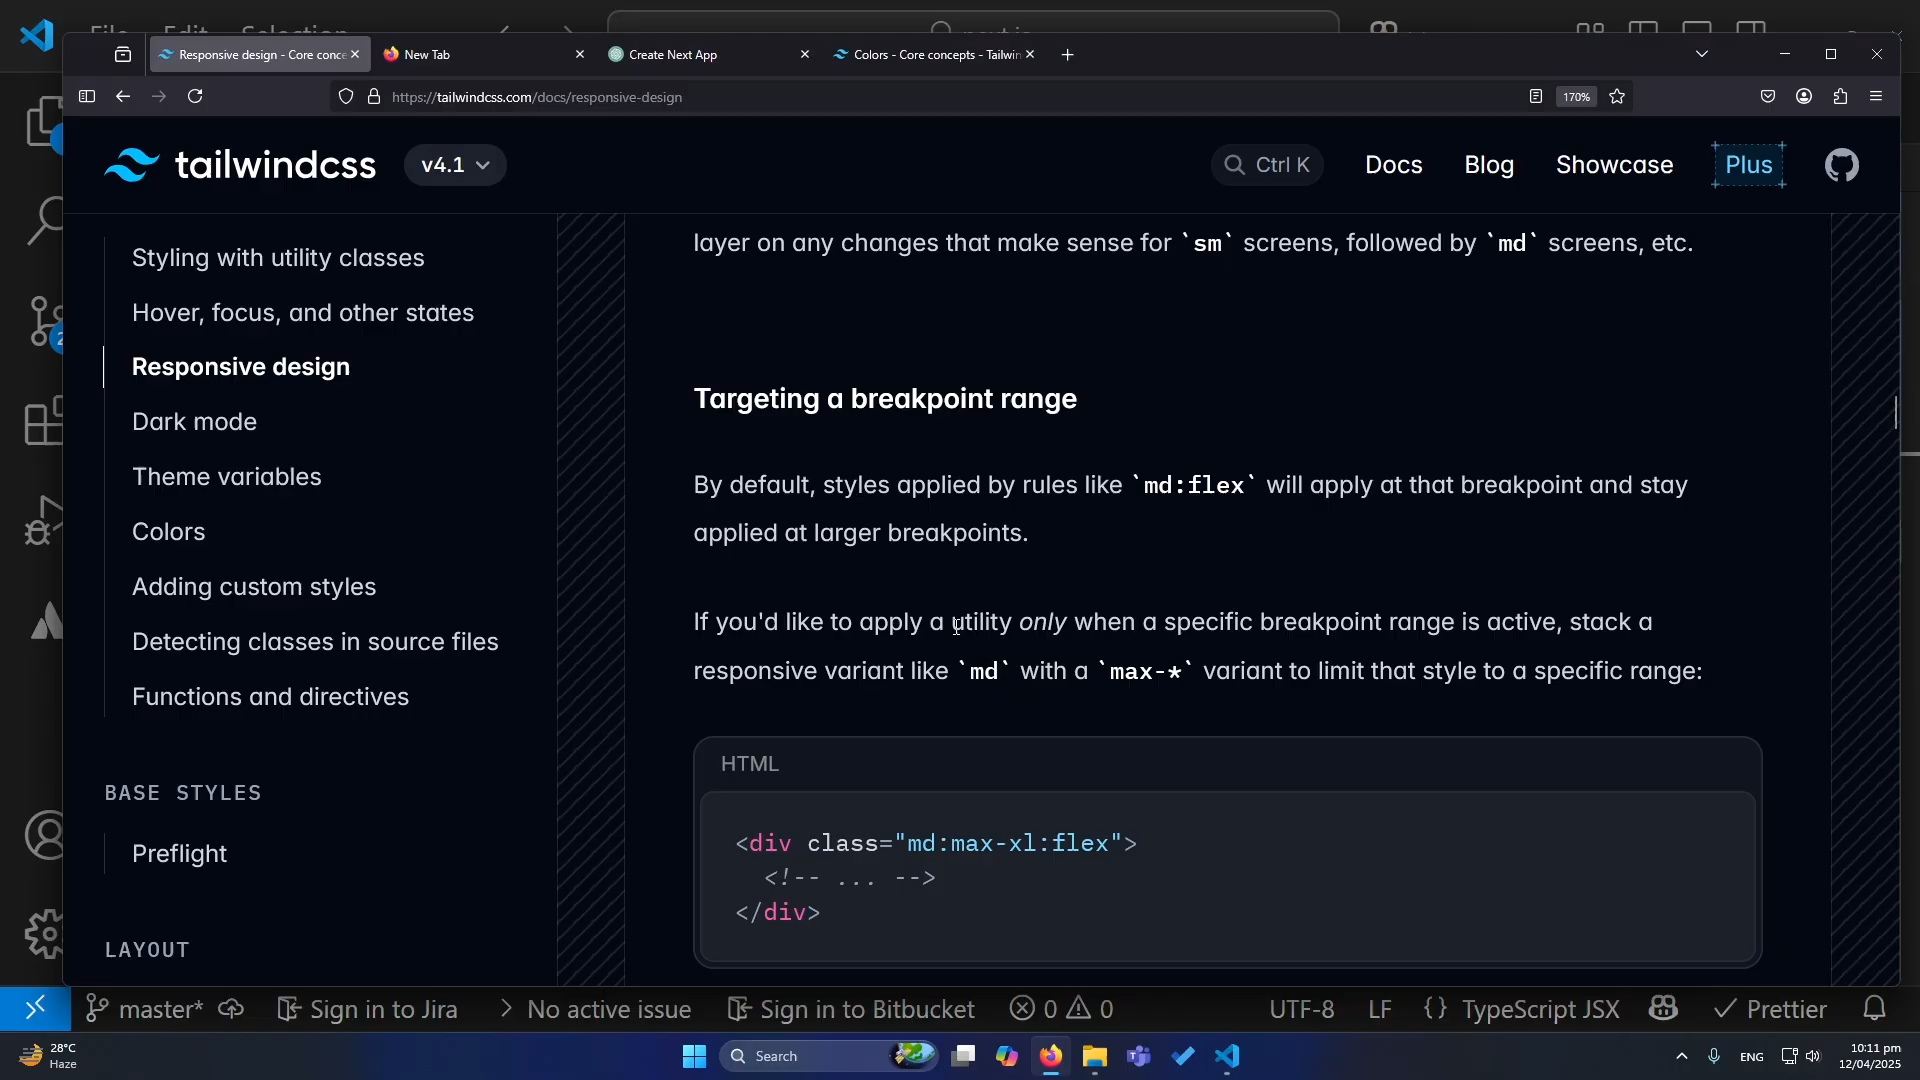 Responsive design - Core conce
New Tab
Create Next App
Colors - Core concepts - Tailwin
https://tailwindcss.com/docs/responsive-design
170%
tailwindcss
v4.1
Ctrl K
Docs
Blog
Showcase
Plus
Styling with utility classes
Hover, focus, and other states
Responsive design
Dark mode
Theme variables
Colors
Adding custom styles
Detecting classes in source files
Functions and directives
BASE STYLES
Preflight
LAYOUT
layer on any changes that make sense for `sm` screens, followed by `md` screens, etc.
Targeting a breakpoint range
By default, styles applied by rules like `md:flex` will apply at that breakpoint and stay
applied at larger breakpoints.
If you'd like to apply a utility only when a specific breakpoint range is active, stack a
responsive variant like `md` with a `max-*` variant to limit that style to a specific range:
HTML
<div class="md:max-xl:flex">
<!-- ... -->
</div>
master*
Sign in to Jira
No active issue
Sign in to Bitbucket
0
0
UTF-8
LF
{ }
TypeScript JSX
Prettier
28°C
Haze
Search
ENG
10:11 pm
12/04/2025